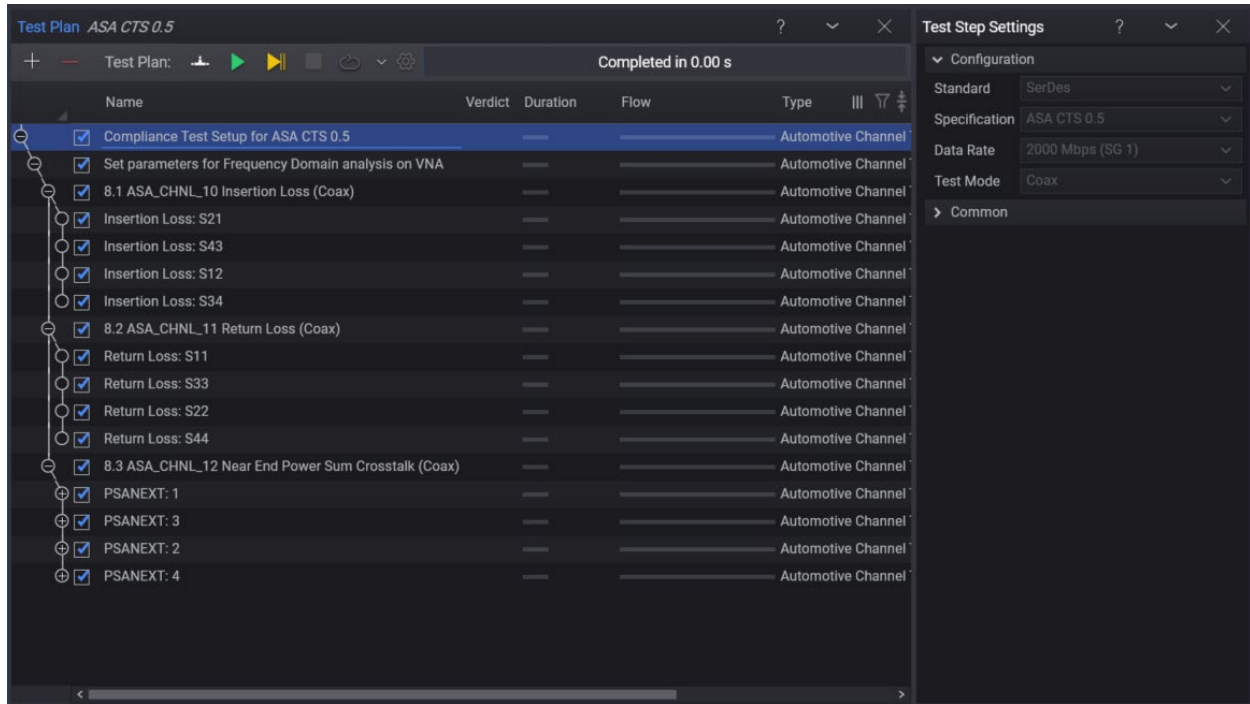 Test Plan ASA CTS 0.5 ?
Test Plan: Completed in 0.00 s
Name Verdict Duration Flow Type
Compliance Test Setup for ASA CTS 0.5 Automotive Channel
Set parameters for Frequency Domain analysis on VNA Automotive Channel
8.1 ASA_CHNL_10 Insertion Loss (Coax) Automotive Channel
Insertion Loss: S21 Automotive Channel
Insertion Loss: S43 Automotive Channel
Insertion Loss: S12 Automotive Channel
Insertion Loss: S34 Automotive Channel
8.2 ASA_CHNL_11 Return Loss (Coax) Automotive Channel
Return Loss: S11 Automotive Channel
Return Loss: S33 Automotive Channel
Return Loss: S22 Automotive Channel
Return Loss: S44 Automotive Channel
8.3 ASA_CHNL_12 Near End Power Sum Crosstalk (Coax) Automotive Channel
PSANEXT: 1 Automotive Channel
PSANEXT: 3 Automotive Channel
PSANEXT: 2 Automotive Channel
PSANEXT: 4 Automotive Channel
Test Step Settings ?
Configuration
Standard SerDes
Specification ASA CTS 0.5
Data Rate 2000 Mbps (SG 1)
Test Mode Coax
Common